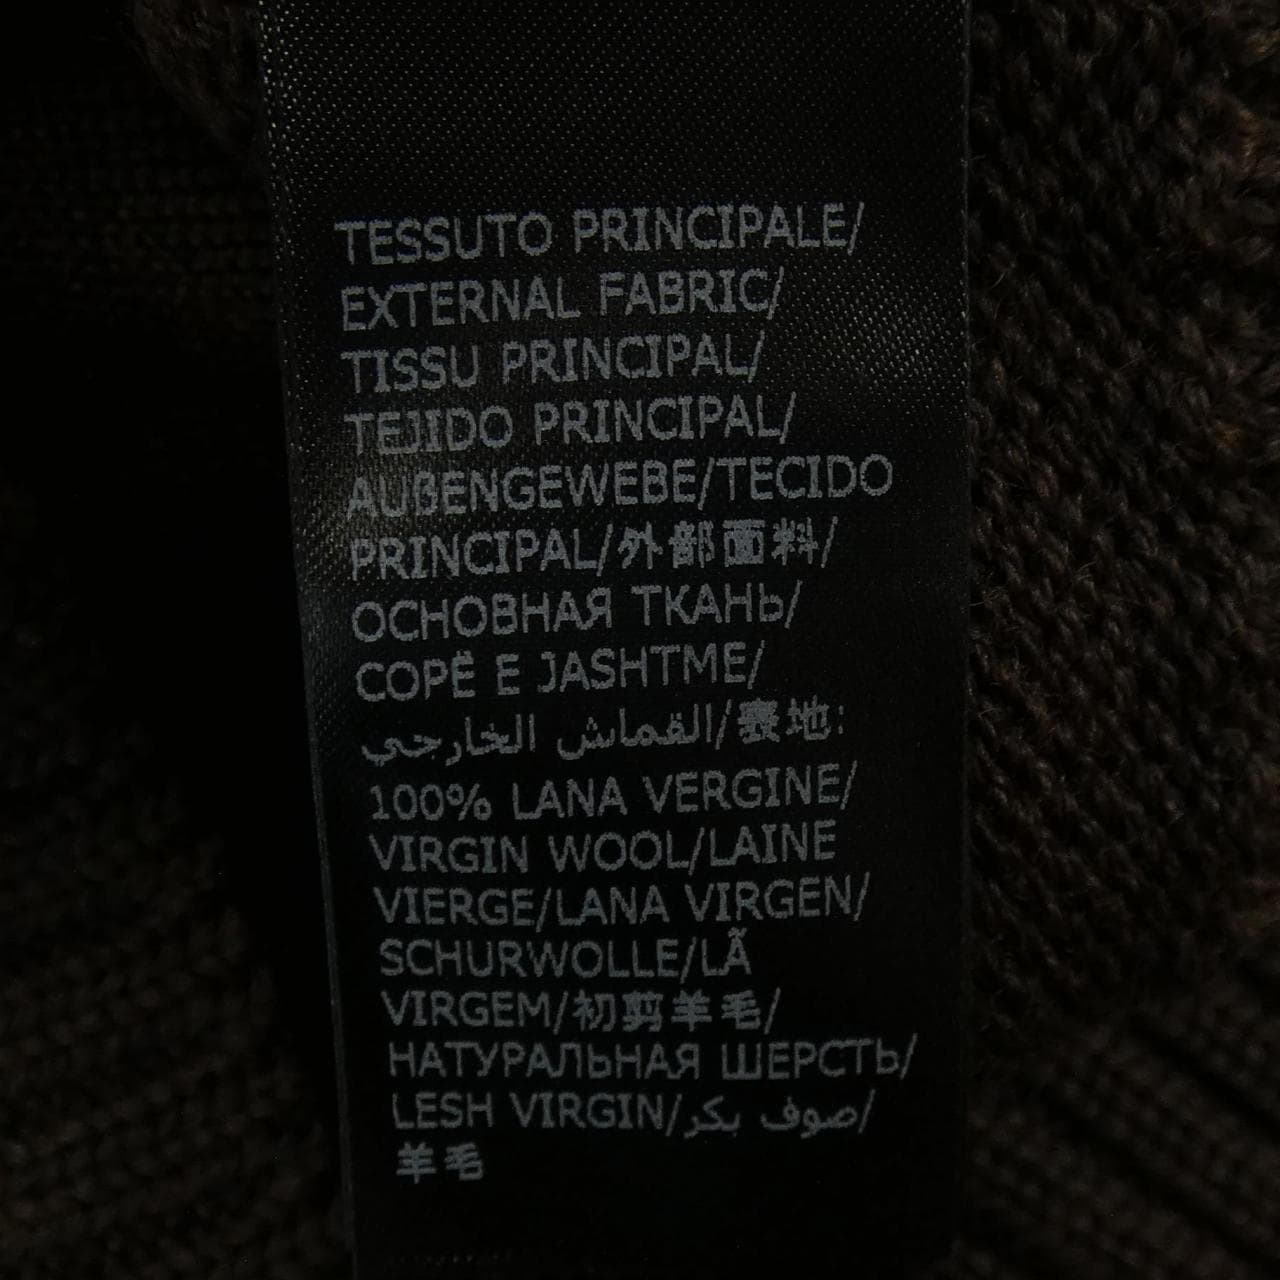 TESSUTO PRINCIPALE/
EXTERNAL FABRIC/
TISSU PRINCIPAL/
TEJIDO PRINCIPAL/
AUßENGEWEBE/TECIDO
PRINCIPAL/外部面料/
ОСНОВНАЯ ТКАНЬ/
COPË E JASHTME/
القماش الخارجي/表地:
100% LANA VERGINE/
VIRGIN WOOL/LAINE
VIERGE/LANA VIRGEN/
SCHURWOLLE/LÃ
VIRGEM/初剪羊毛/
НАТУРАЛЬНАЯ ШЕРСТЬ/
LESH VIRGIN/صوف بكر/
羊毛